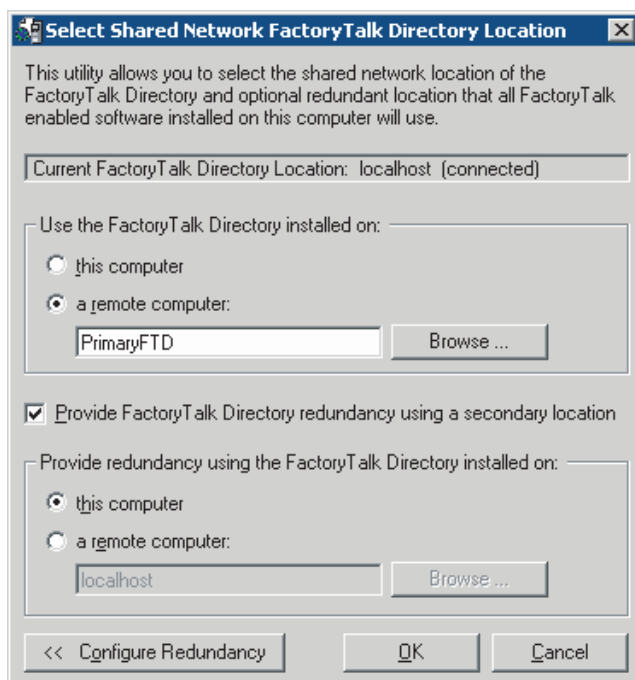 Select Shared Network FactoryTalk Directory Location
This utility allows you to select the shared network location of the
FactoryTalk Directory and optional redundant location that all FactoryTalk
enabled software installed on this computer will use.
Current FactoryTalk Directory Location: localhost (connected)
Use the FactoryTalk Directory installed on:
this computer
a remote computer:
PrimaryFTD
Browse ...
Provide FactoryTalk Directory redundancy using a secondary location
Provide redundancy using the FactoryTalk Directory installed on:
this computer
a remote computer:
localhost
Browse ...
<< Configure Redundancy
OK
Cancel